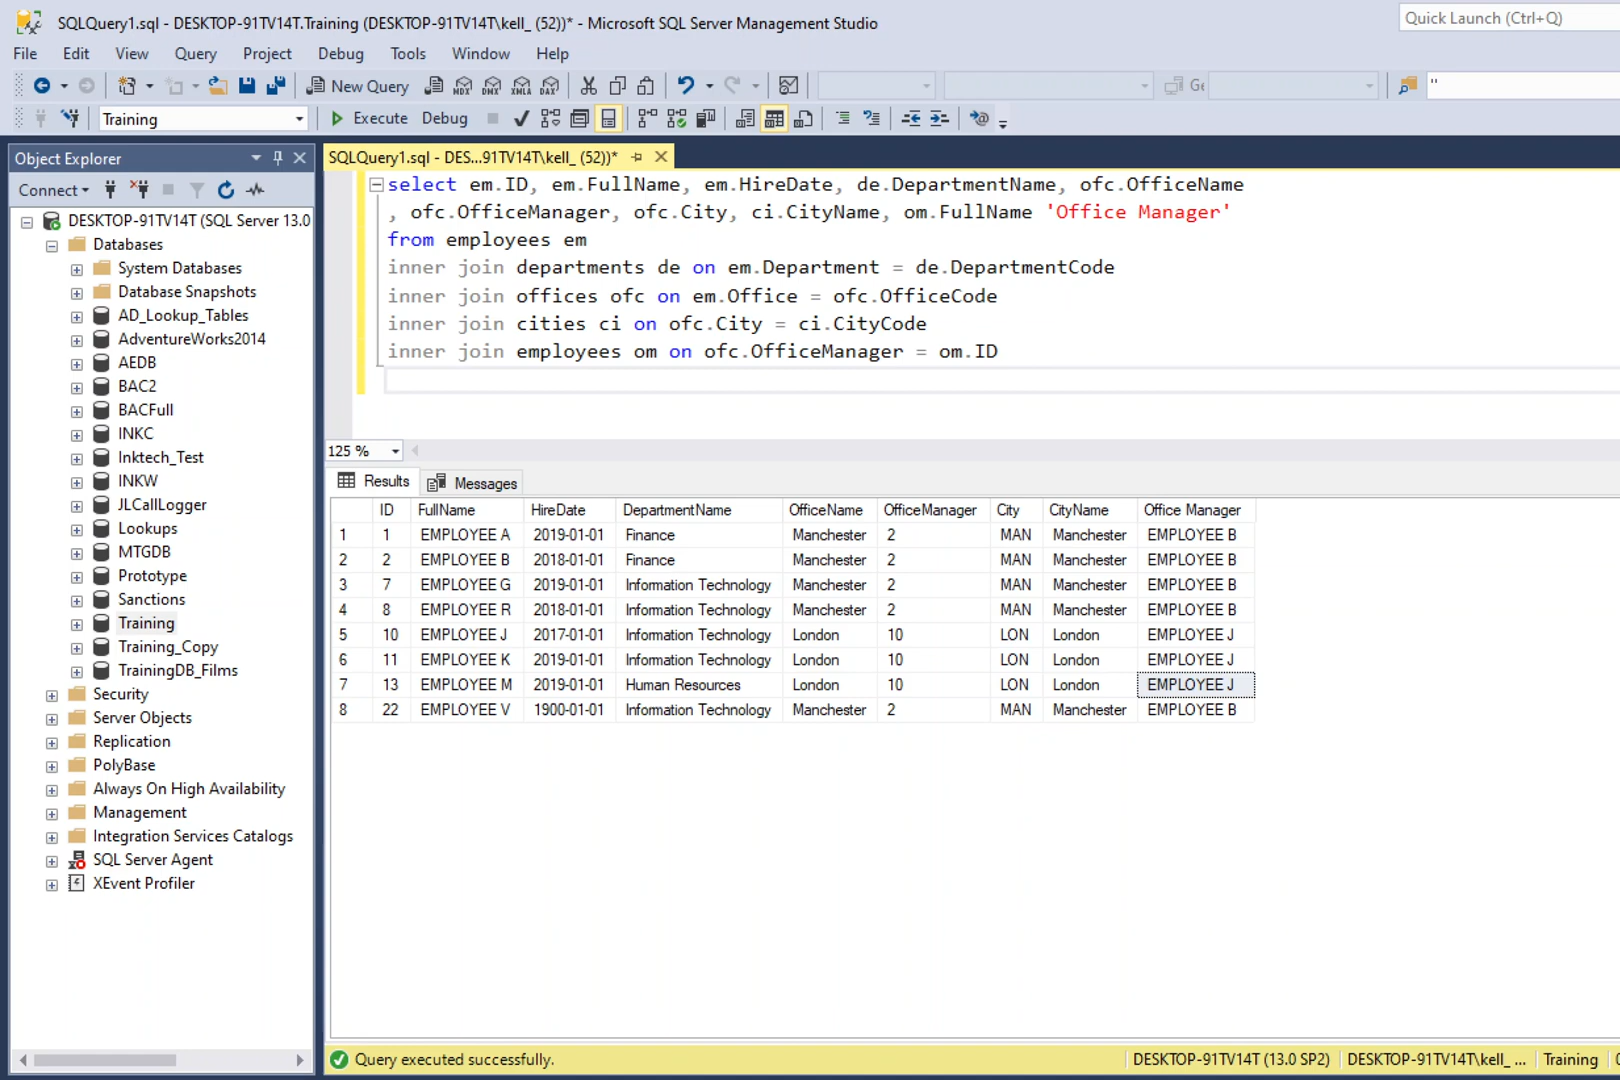 SQLQuery1.sql - DESKTOP-91TV14T.Training (DESKTOP-91TV14T\kell_ (52))* - Microsoft SQL Server Management Studio
Quick Launch (Ctrl+Q)
File Edit View Query Project Debug Tools Window Help
New Query
Training Execute Debug
Object Explorer
Connect
DESKTOP-91TV14T (SQL Server 13.0
Databases
System Databases
Database Snapshots
AD_Lookup_Tables
AdventureWorks2014
AEDB
BAC2
BACFull
INKC
Inktech_Test
INKW
JLCallLogger
Lookups
MTGDB
Prototype
Sanctions
Training
Training_Copy
TrainingDB_Films
Security
Server Objects
Replication
PolyBase
Always On High Availability
Management
Integration Services Catalogs
SQL Server Agent
XEvent Profiler
SQLQuery1.sql - DES...91TV14T\kell_ (52))*
select em.ID, em.FullName, em.HireDate, de.DepartmentName, ofc.OfficeName
, ofc.OfficeManager, ofc.City, ci.CityName, om.FullName 'Office Manager'
from employees em
inner join departments de on em.Department = de.DepartmentCode
inner join offices ofc on em.Office = ofc.OfficeCode
inner join cities ci on ofc.City = ci.CityCode
inner join employees om on ofc.OfficeManager = om.ID
125 %
Results Messages
ID FullName HireDate DepartmentName OfficeName OfficeManager City CityName Office Manager
1 1 EMPLOYEE A 2019-01-01 Finance Manchester 2 MAN Manchester EMPLOYEE B
2 2 EMPLOYEE B 2018-01-01 Finance Manchester 2 MAN Manchester EMPLOYEE B
3 7 EMPLOYEE G 2019-01-01 Information Technology Manchester 2 MAN Manchester EMPLOYEE B
4 8 EMPLOYEE R 2018-01-01 Information Technology Manchester 2 MAN Manchester EMPLOYEE B
5 10 EMPLOYEE J 2017-01-01 Information Technology London 10 LON London EMPLOYEE J
6 11 EMPLOYEE K 2019-01-01 Information Technology London 10 LON London EMPLOYEE J
7 13 EMPLOYEE M 2019-01-01 Human Resources London 10 LON London EMPLOYEE J
8 22 EMPLOYEE V 1900-01-01 Information Technology Manchester 2 MAN Manchester EMPLOYEE B
Query executed successfully. DESKTOP-91TV14T (13.0 SP2) DESKTOP-91TV14T\kell_ ... Training